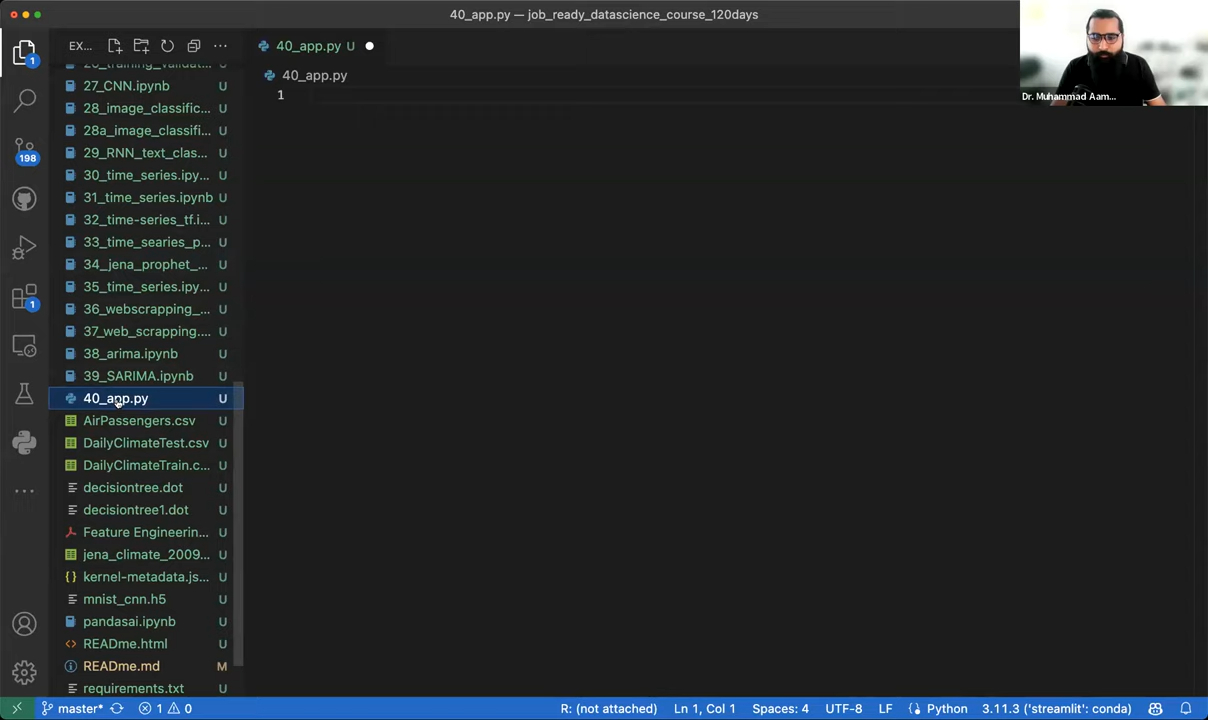 40_app.py — job_ready_datascience_course_120days
EX...
27_CNN.ipynb U
28_image_classific... U
28a_image_classifi... U
29_RNN_text_clas... U
30_time_series.ipy... U
31_time_series.ipynb U
32_time-series_tf.i... U
33_time_searies_p... U
34_jena_prophet_... U
35_time_series.ipy... U
36_webscrapping_... U
37_web_scrapping.... U
38_arima.ipynb U
39_SARIMA.ipynb U
40_app.py U
AirPassengers.csv U
DailyClimateTest.csv U
DailyClimateTrain.c... U
decisiontree.dot U
decisiontree1.dot U
Feature Engineerin... U
jena_climate_2009... U
kernel-metadata.js... U
mnist_cnn.h5 U
pandasai.ipynb U
READme.html U
READme.md M
requirements.txt U
1
198
1
40_app.py U
40_app.py
1
Dr. Muhammad Aam...
master* 1 0 R: (not attached) Ln 1, Col 1 Spaces: 4 UTF-8 LF Python 3.11.3 ('streamlit': conda)